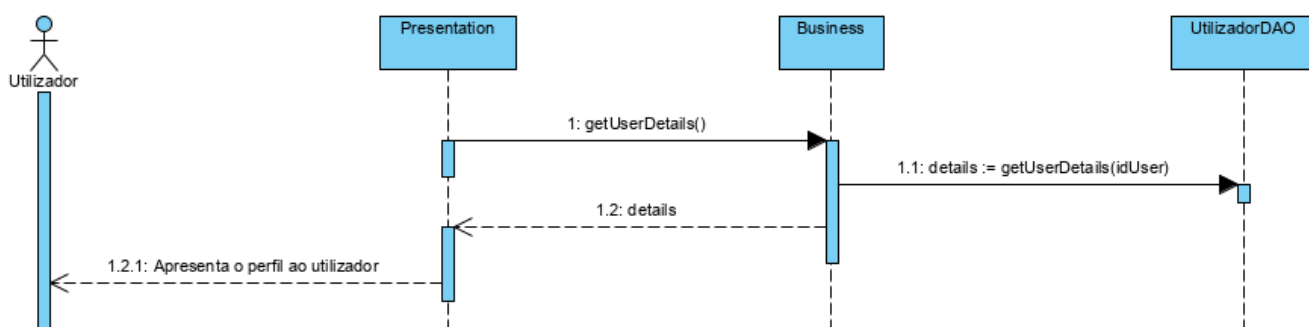 Presentation
Business
UtilizadorDAO
Utilizador
1: getUserDetails()
1.1: details := getUserDetails(idUser)
1.2: details
1.2.1: Apresenta o perfil ao utilizador